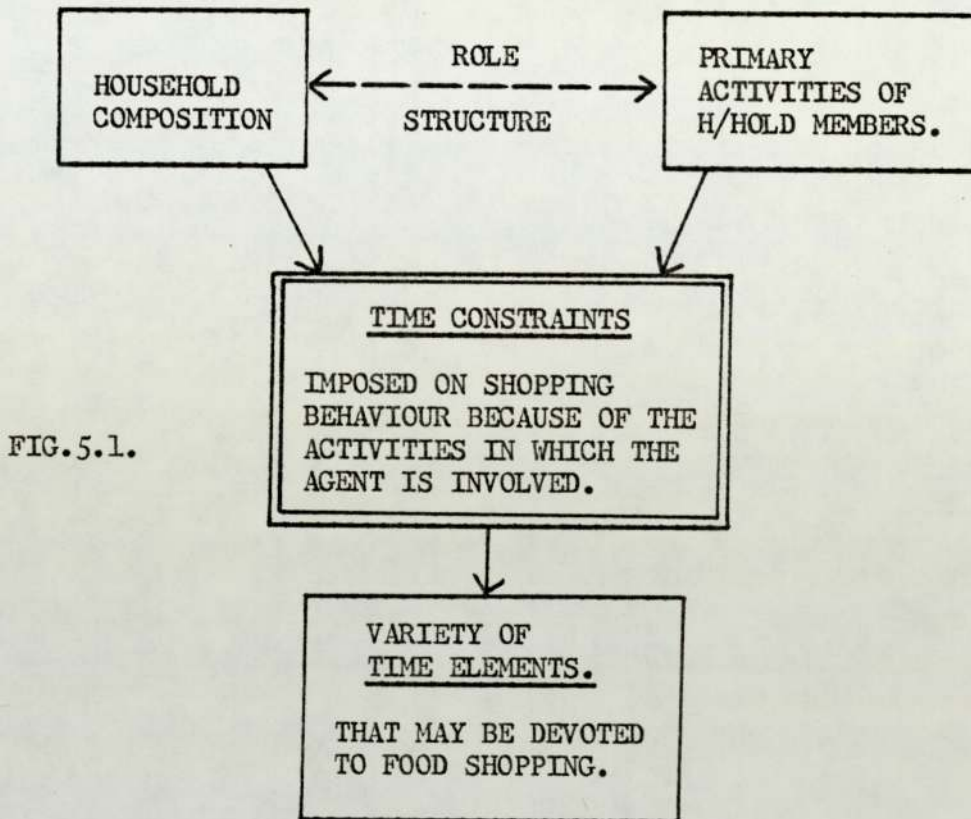 HOUSEHOLD
COMPOSITION
ROLE
STRUCTURE
PRIMARY
ACTIVITIES OF
H/HOLD MEMBERS.
TIME CONSTRAINTS
IMPOSED ON SHOPPING
BEHAVIOUR BECAUSE OF THE
ACTIVITIES IN WHICH THE
AGENT IS INVOLVED.
FIG.5.1.
VARIETY OF
TIME ELEMENTS.
THAT MAY BE DEVOTED
TO FOOD SHOPPING.